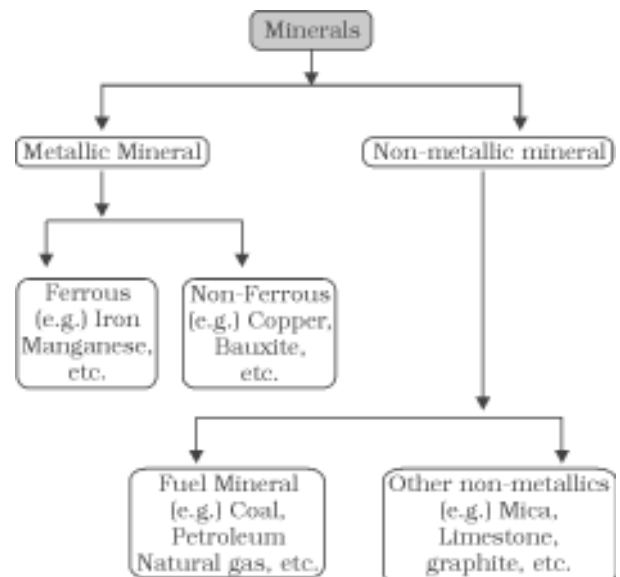 Minerals
Metallic Mineral
Non-metallic mineral
Ferrous
(e.g.) Iron
Manganese,
etc.
Non-Ferrous
(e.g.) Copper,
Bauxite,
etc.
Fuel Mineral
(e.g.) Coal,
Petroleum
Natural gas, etc.
Other non-metallics
(e.g.) Mica,
Limestone,
graphite, etc.